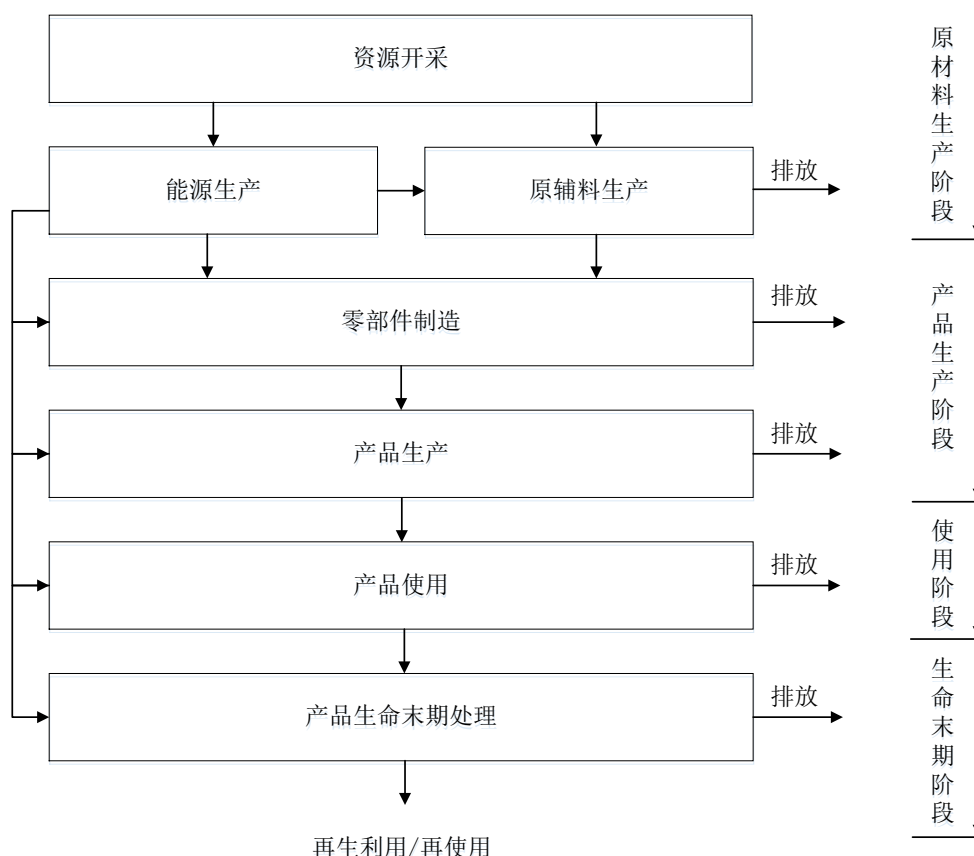 资源开采
能源生产
原辅料生产
排放
零部件制造
排放
产品生产
排放
产品使用
排放
产品生命末期处理
排放
再生利用/再使用
原材料生产阶段
产品生产阶段
使用阶段
生命末期阶段